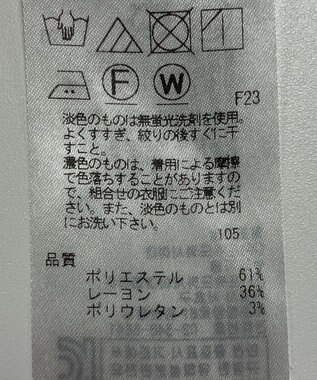 F
W
F23
淡色のものは無蛍光洗剤を使用。
よくすすぎ、絞りの後すぐに干
すこと。
濃色のものは、着用による摩擦
で色落ちすることがありますの
で、組合せの衣服にご注意くだ
さい。また、淡色のものとは別
にお洗い下さい。
105
品質
ポリエステル 61%
レーヨン 36%
ポリウレタン 3%